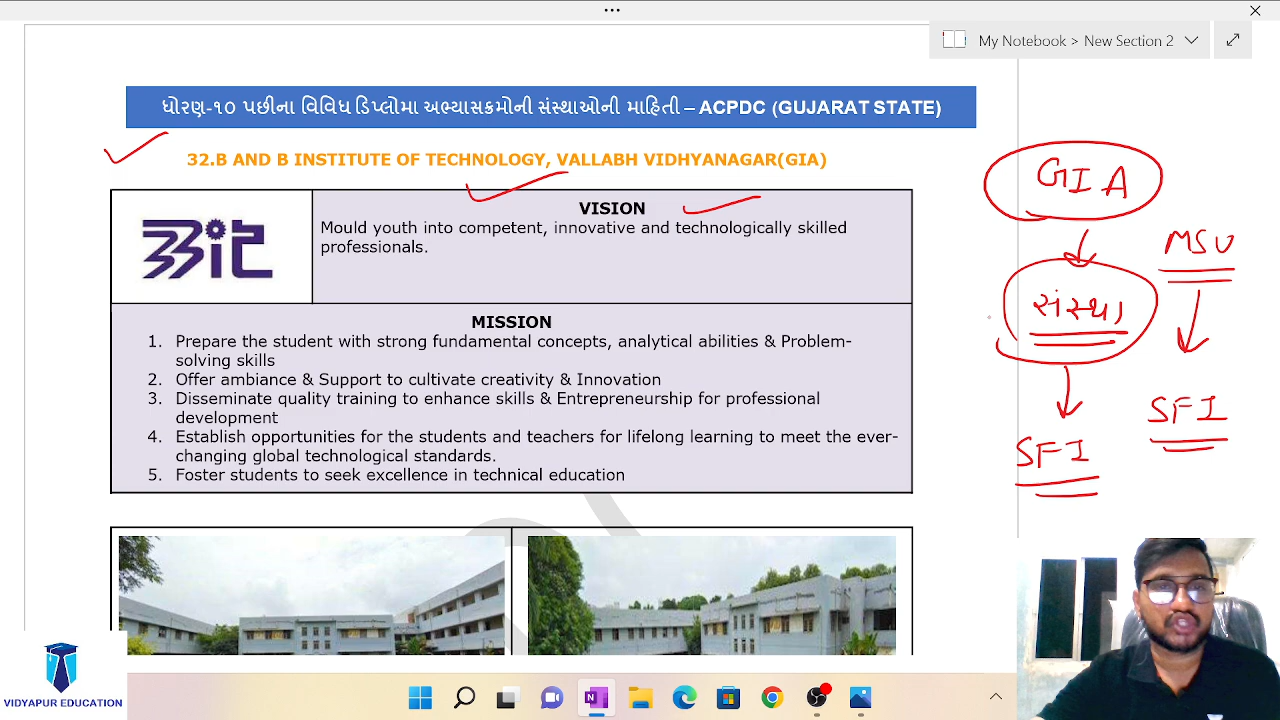 My Notebook > New Section 2
ધોરણ-૧૦ પછીના વિવિધ ડિપ્લોમા અભ્યાસક્રમોની સંસ્થાઓની માહિતી – ACPDC (GUJARAT STATE)
32.B AND B INSTITUTE OF TECHNOLOGY, VALLABH VIDHYANAGAR(GIA)
BBIT
VISION
Mould youth into competent, innovative and technologically skilled
professionals.
MISSION
1. Prepare the student with strong fundamental concepts, analytical abilities & Problem-
solving skills
2. Offer ambiance & Support to cultivate creativity & Innovation
3. Disseminate quality training to enhance skills & Entrepreneurship for professional
development
4. Establish opportunities for the students and teachers for lifelong learning to meet the ever-
changing global technological standards.
5. Foster students to seek excellence in technical education
GIA
સંસ્થા
SFI
MSU
SFI
VIDYAPUR EDUCATION